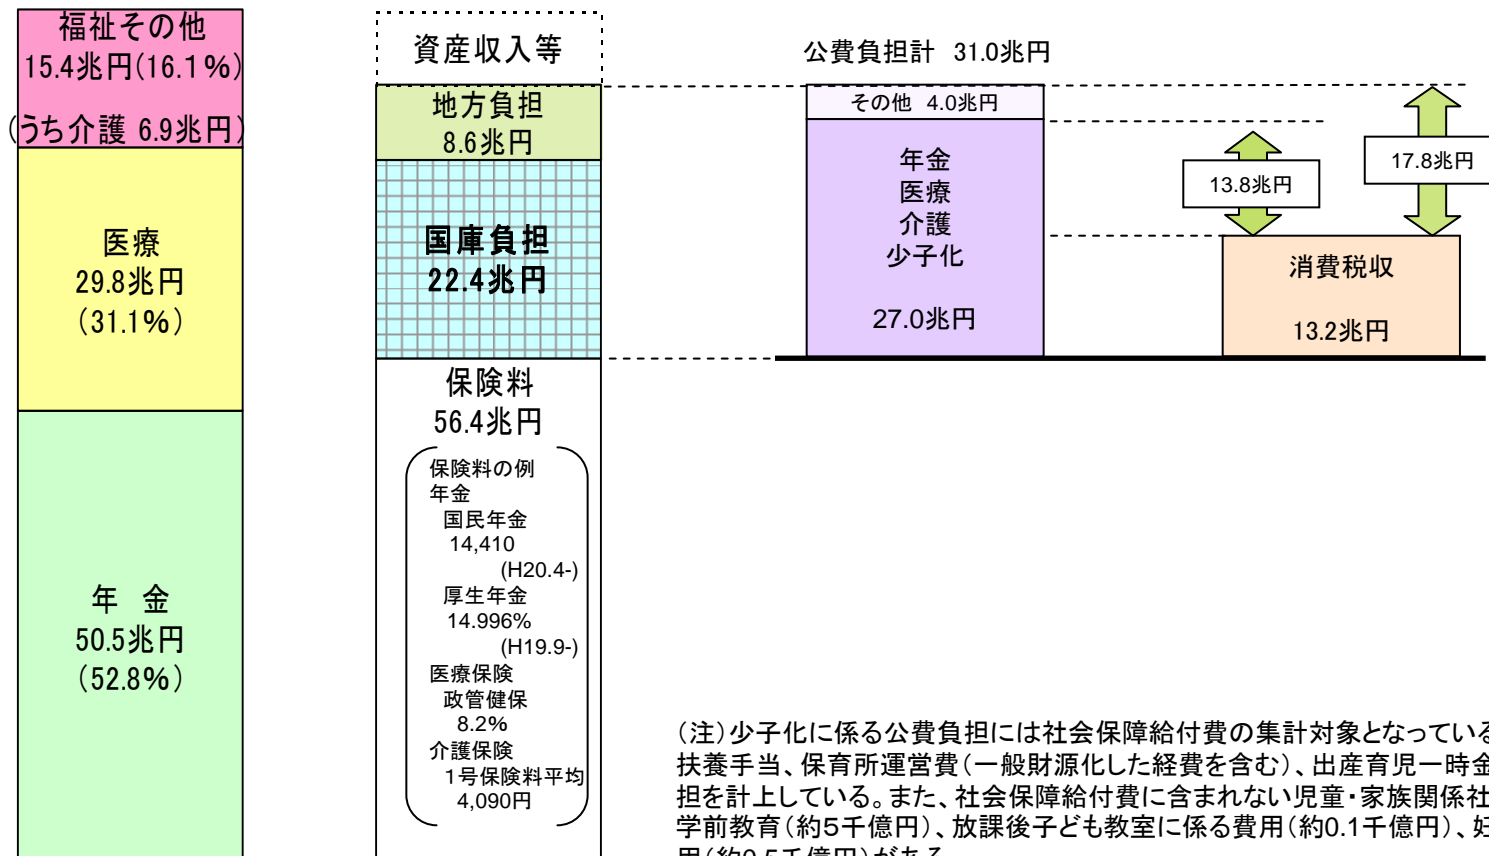 福祉その他
15.4兆円(16.1%)
(うち介護 6.9兆円)
医療
29.8兆円
(31.1%)
年 金
50.5兆円
(52.8%)
資産収入等
地方負担
8.6兆円
国庫負担
22.4兆円
保険料
56.4兆円
保険料の例
年金
国民年金
14,410
(H20.4-)
厚生年金
14.996%
(H19.9-)
医療保険
政管健保
8.2%
介護保険
1号保険料平均
4,090円
公費負担計 31.0兆円
その他 4.0兆円
年金
医療
介護
少子化
27.0兆円
13.8兆円
17.8兆円
消費税収
13.2兆円
(注)少子化に係る公費負担には社会保障給付費の集計対象となっている
扶養手当、保育所運営費(一般財源化した経費を含む)、出産育児一時金
担を計上している。また、社会保障給付費に含まれない児童・家族関係社
学前教育(約5千億円)、放課後子ども教室に係る費用(約0.1千億円)、妊
用(約0.5千億円)がある